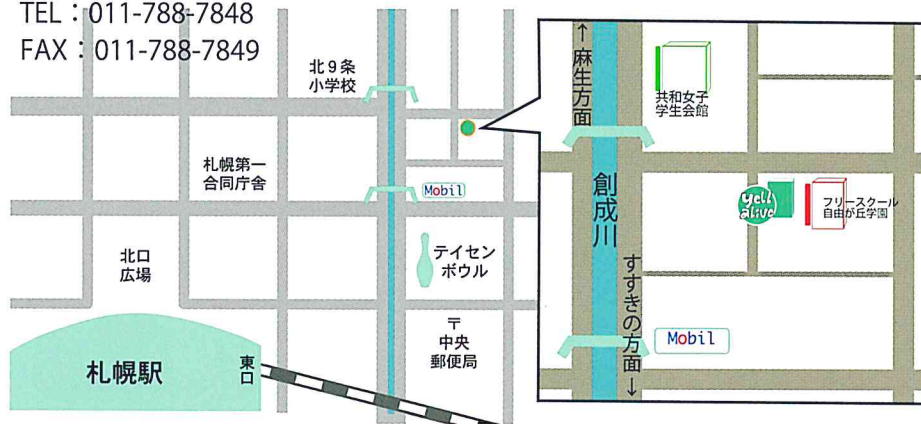 TEL：011-788-7848
FAX：011-788-7849
北９条
小学校
札幌第一
合同庁舎
Mobil
北口
広場
テイセン
ボウル
〒
中央
郵便局
札幌駅
東口
↑麻生方面
共和女子
学生会館
創成川
yell
alive
フリースクール
自由が丘学園
すすきの方面↓
Mobil